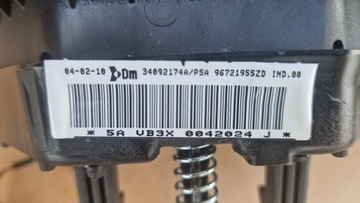 04-02-10 Dm 34092174A/PSA 96721955ZD IND.00
* 5A VB3X 0042024 J *